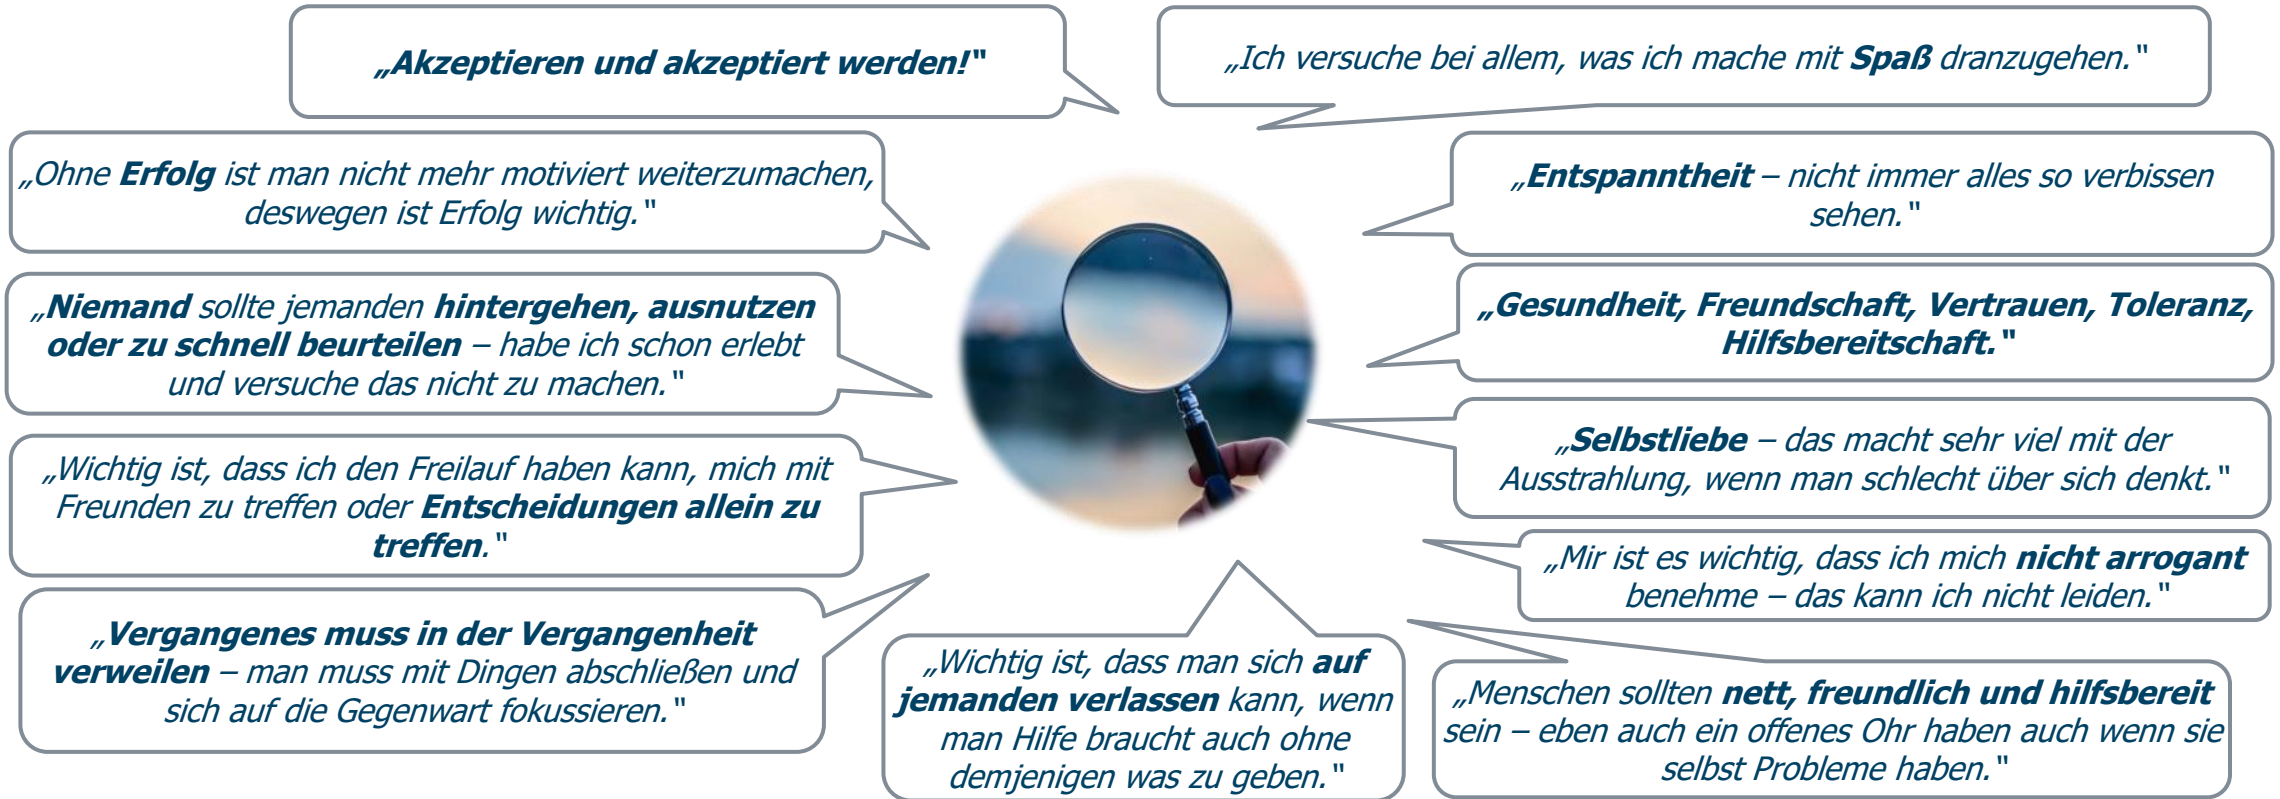 „Akzeptieren und akzeptiert werden!"
„Ich versuche bei allem, was ich mache mit Spaß dranzugehen."
„Ohne Erfolg ist man nicht mehr motiviert weiterzumachen,
deswegen ist Erfolg wichtig."
„Entspanntheit – nicht immer alles so verbissen
sehen."
„Niemand sollte jemanden hintergehen, ausnutzen
oder zu schnell beurteilen – habe ich schon erlebt
und versuche das nicht zu machen."
„Gesundheit, Freundschaft, Vertrauen, Toleranz,
Hilfsbereitschaft."
„Wichtig ist, dass ich den Freilauf haben kann, mich mit
Freunden zu treffen oder Entscheidungen allein zu
treffen."
„Selbstliebe – das macht sehr viel mit der
Ausstrahlung, wenn man schlecht über sich denkt."
„Mir ist es wichtig, dass ich mich nicht arrogant
benehme – das kann ich nicht leiden."
„Vergangenes muss in der Vergangenheit
verweilen – man muss mit Dingen abschließen und
sich auf die Gegenwart fokussieren."
„Wichtig ist, dass man sich auf
jemanden verlassen kann, wenn
man Hilfe braucht auch ohne
demjenigen was zu geben."
„Menschen sollten nett, freundlich und hilfsbereit
sein – eben auch ein offenes Ohr haben auch wenn sie
selbst Probleme haben."